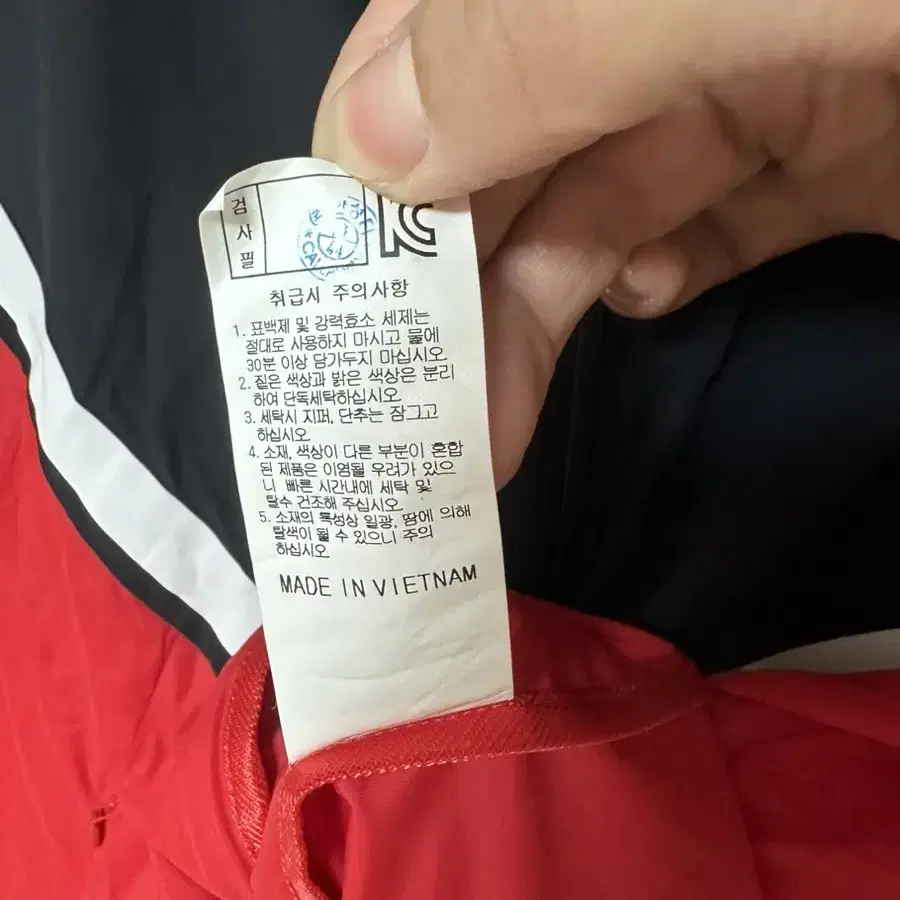 검사필
취급시 주의사항
1. 표백제 및 강력효소 세제는
절대로 사용하지 마시고 물에
30분 이상 담가두지 마십시오
2. 짙은 색상과 밝은 색상은 분리
하여 단독세탁하십시오
3. 세탁시 지퍼, 단추는 잠그고
하십시오
4. 소재, 색상이 다른 부분이 혼합
된 제품은 이염될 우려가 있으
니 빠른 시간내에 세탁 및
탈수 건조해 주십시오
5. 소재의 특성상 일광, 땀에 의해
탈색이 될 수 있으니 주의
하십시오
MADE IN VIETNAM